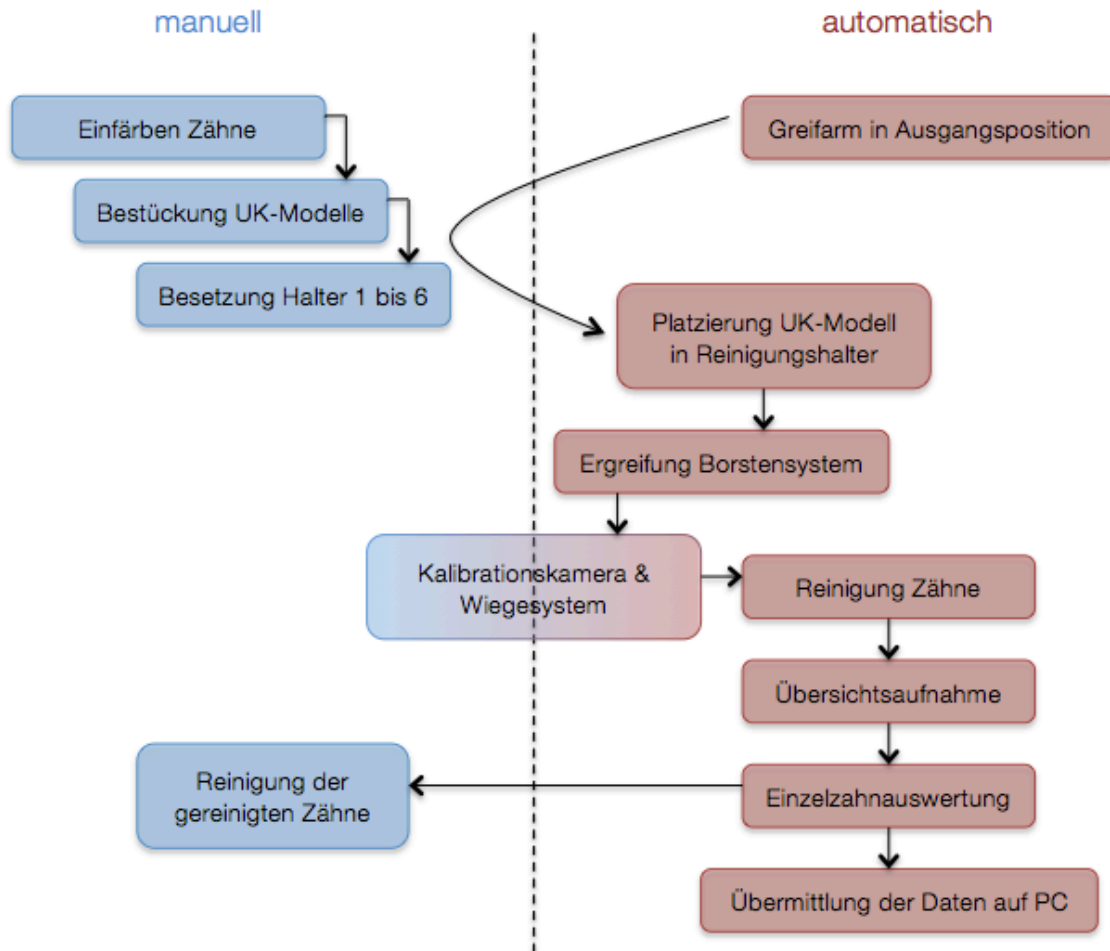 manuell
automatisch
Einfärben Zähne
Greifarm in Ausgangsposition
Bestückung UK-Modelle
Besetzung Halter 1 bis 6
Platzierung UK-Modell
in Reinigungshalter
Ergreifung Borstensystem
Kalibrationskamera &
Wiegesystem
Reinigung Zähne
Übersichtsaufnahme
Reinigung der
gereinigten Zähne
Einzelzahnauswertung
Übermittlung der Daten auf PC